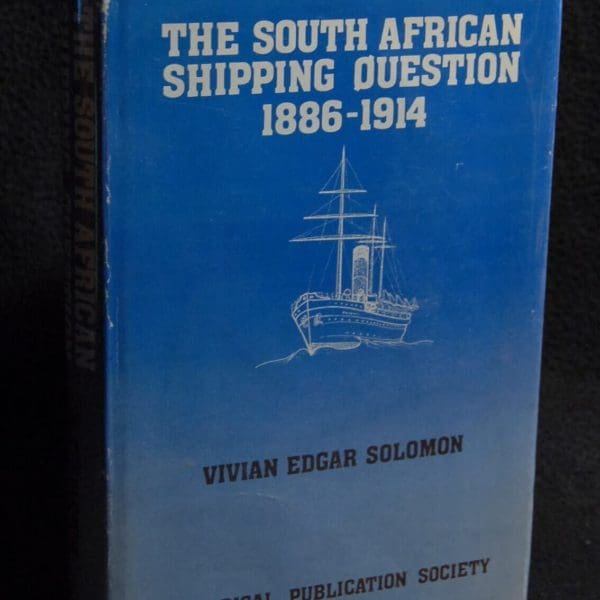 THE SOUTH AFRICAN
SHIPPING QUESTION
1886-1914
VIVIAN EDGAR SOLOMON
PUBLICATION SOCIETY
THE SOUTH AFRICAN